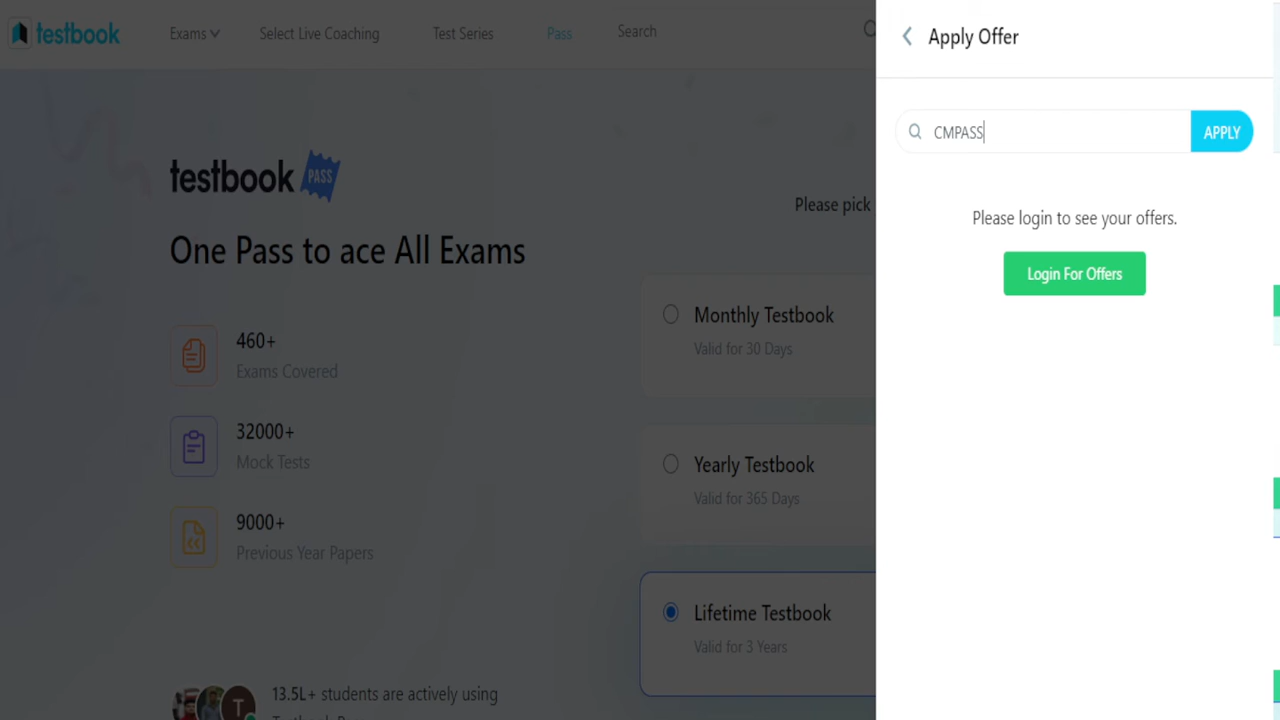 testbook
Exams
Select Live Coaching
Test Series
Pass
Search
Apply Offer
CMPASS
APPLY
Please login to see your offers.
Login For Offers
testbook PASS
One Pass to ace All Exams
460+
Exams Covered
32000+
Mock Tests
9000+
Previous Year Papers
T
13.5L+ students are actively using
Please pick
Monthly Testbook
Valid for 30 Days
Yearly Testbook
Valid for 365 Days
Lifetime Testbook
Valid for 3 Years